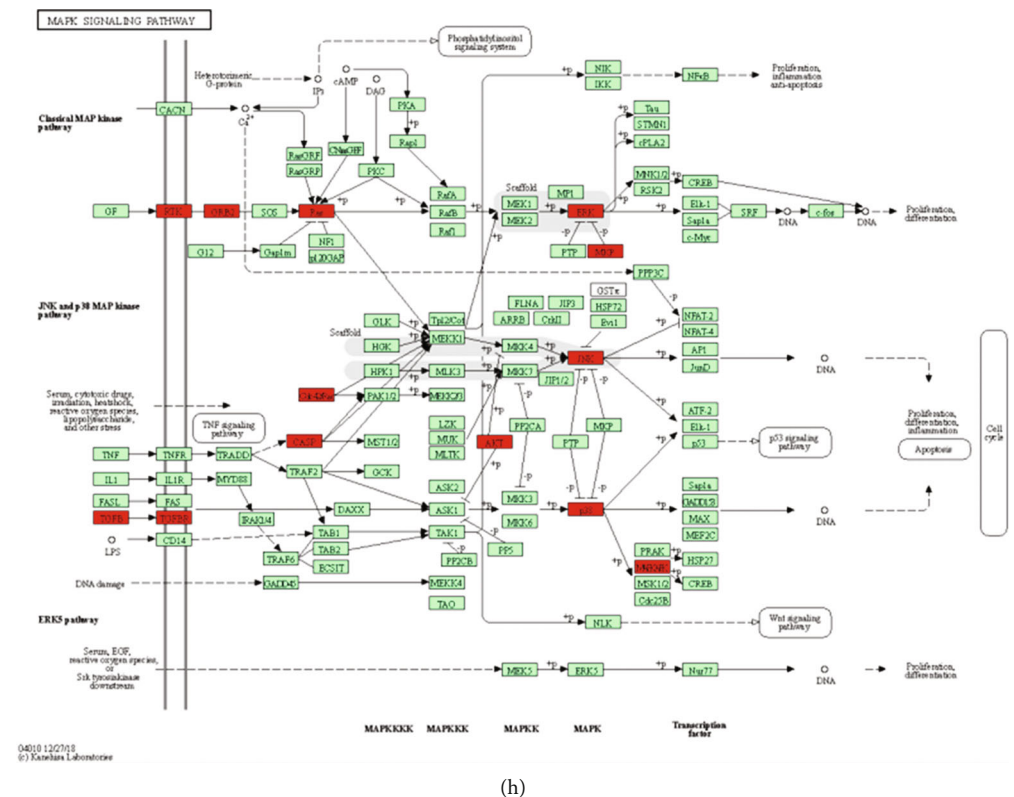 MAPK SIGNALING PATHWAY
Phosphatidylinositol
signaling system
Heterotrimeric
G-protein
IP3
cAMP
DAG
Ca2+
CACN
Classical MAP kinase
pathway
RasGRF
RasGRP
CNasGEF
PKC
PKA
Rap1
NIK
IKK
NFκB
Proliferation,
inflammation
anti-apoptosis
Tau
STMN1
cPLA2
MNK1/2
RSK2
CREB
GF
RTK
GRB2
SOS
Ras
RafA
RafB
Raf1
Scaffold
MEK1
MEK2
MP1
ERK
Elk-1
Sap1a
c-Myc
SRF
DNA
c-fos
DNA
Proliferation,
differentiation
G12
Gap1m
NF1
p120GAP
PTP
MKP
PPP3C
JNK and p38 MAP kinase
pathway
Scaffold
GLK
HGK
HPK1
Tpl2/Cot
MEKK1
MLK3
PAK1/2
MEKK2/3
FLNA
JIP3
ARRB
CrkII
GSTπ
HSP72
Evi1
MKK4
MKK7
JNK
JIP1/2
NFAT-2
NFAT-4
AP1
JunD
DNA
Serum, cytotoxic drugs,
irradiation, heatshock,
reactive oxygen species,
lipopolysaccharide,
and other stress
TNF signaling
pathway
CASP
MST1/2
LZK
MUK
MLTK
AKT
PP2CA
PTP
MKP
ATF-2
Elk-1
p53
p53 signaling
pathway
Proliferation,
differentiation,
inflammation
Apoptosis
Cell
cycle
TNF
TNFR
TRADD
TRAF2
GCK
IL1
IL1R
MYD88
FASL
FAS
TGFB
TGFBR
DAXX
ASK2
ASK1
MKK3
MKK6
p38
Sap1a
GADD153
MAX
MEF2C
DNA
LPS
CD14
IRAK1/4
TRAF6
TAB1
TAB2
ECSIT
TAK1
PP2CB
PP5
PRAK
MSK1/2
Cdc25B
HSP27
CREB
DNA damage
GADD45
MEKK4
TAO
ERK5 pathway
NLK
Wnt signaling
pathway
Serum, EGF,
reactive oxygen species,
or
Srk tyrosinkinase
downstream
MEK5
ERK5
Nur77
DNA
Proliferation,
differentiation
MAPKKKK
MAPKKK
MAPKK
MAPK
Transcription
factor
04010 12/27/18
(c) Kanehisa Laboratories
(h)